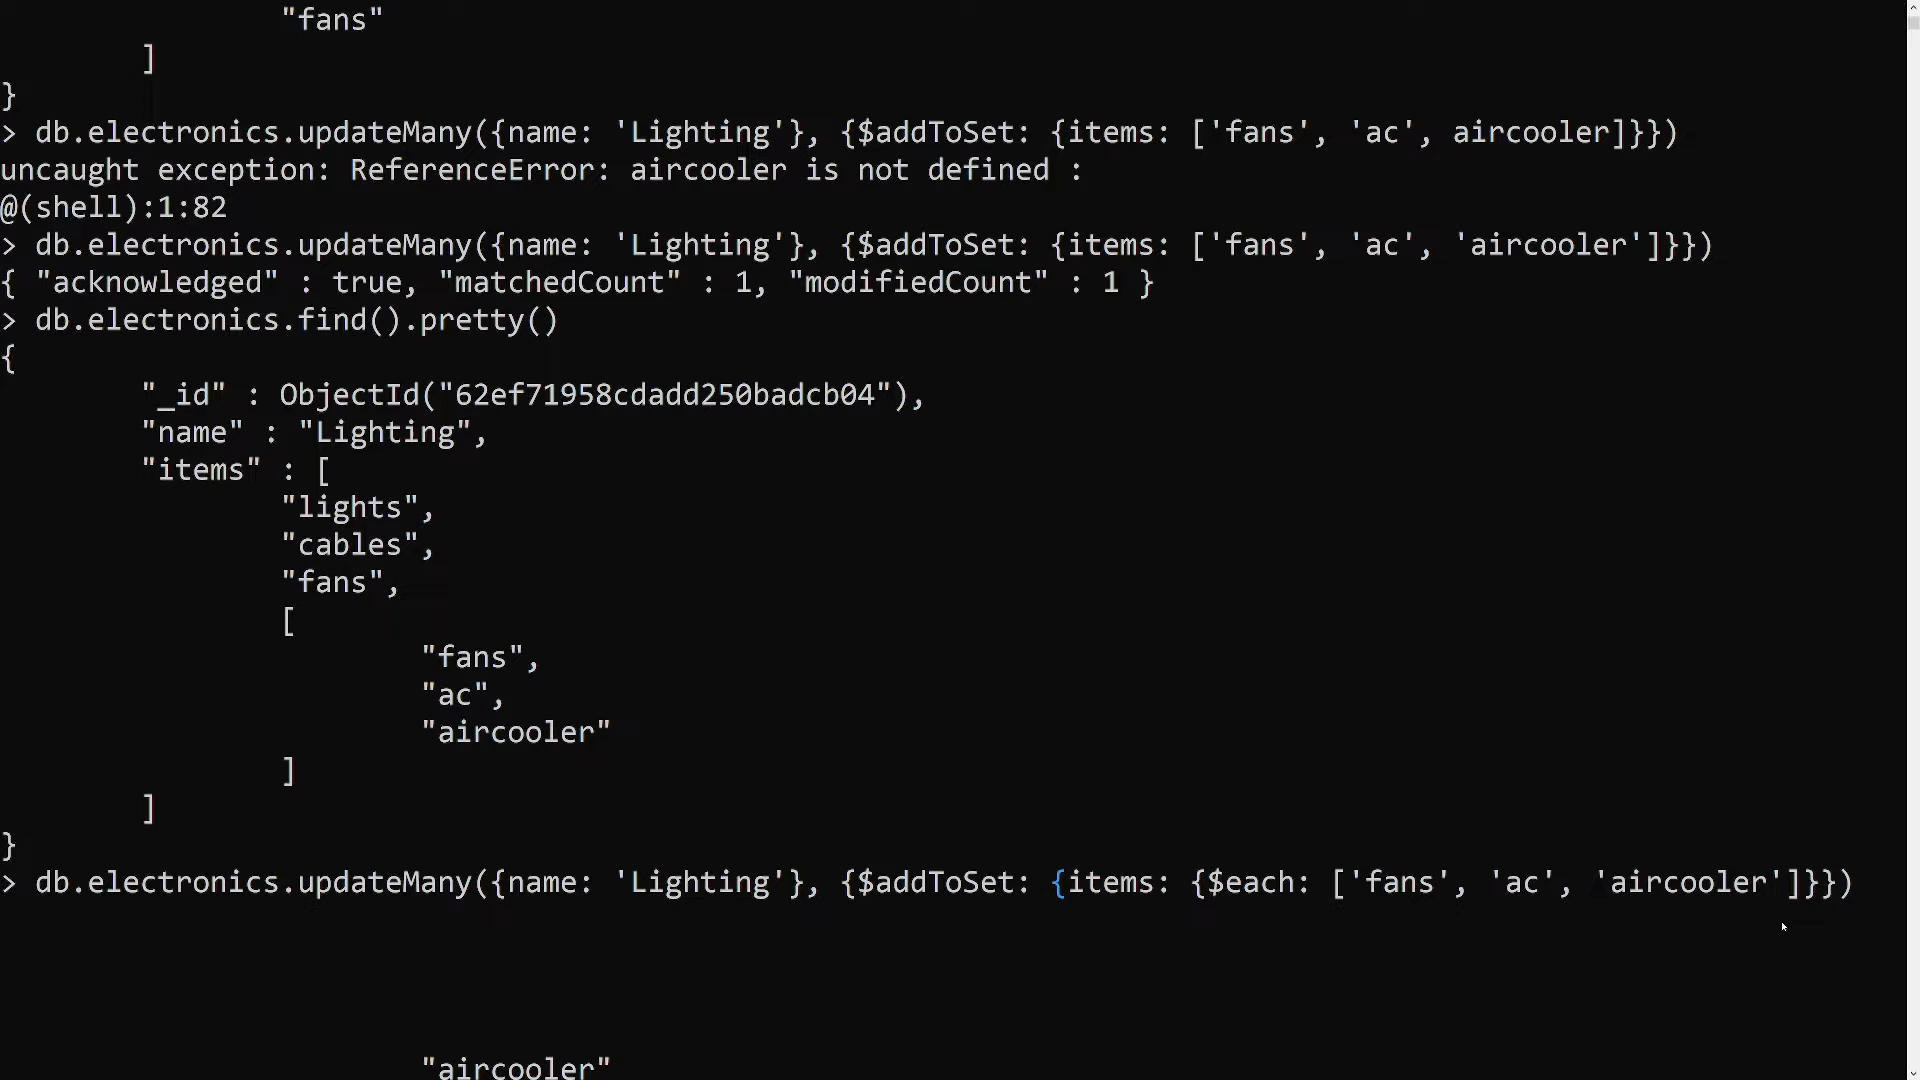 "fans"
]
}
> db.electronics.updateMany({name: 'Lighting'}, {$addToSet: {items: ['fans', 'ac', aircooler]}})
uncaught exception: ReferenceError: aircooler is not defined :
@(shell):1:82
> db.electronics.updateMany({name: 'Lighting'}, {$addToSet: {items: ['fans', 'ac', 'aircooler']}})
{ "acknowledged" : true, "matchedCount" : 1, "modifiedCount" : 1 }
> db.electronics.find().pretty()
{
"_id" : ObjectId("62ef71958cdadd250badcb04"),
"name" : "Lighting",
"items" : [
"lights",
"cables",
"fans",
[
"fans",
"ac",
"aircooler"
]
]
}
> db.electronics.updateMany({name: 'Lighting'}, {$addToSet: {items: {$each: ['fans', 'ac', 'aircooler']}})
"aircooler"